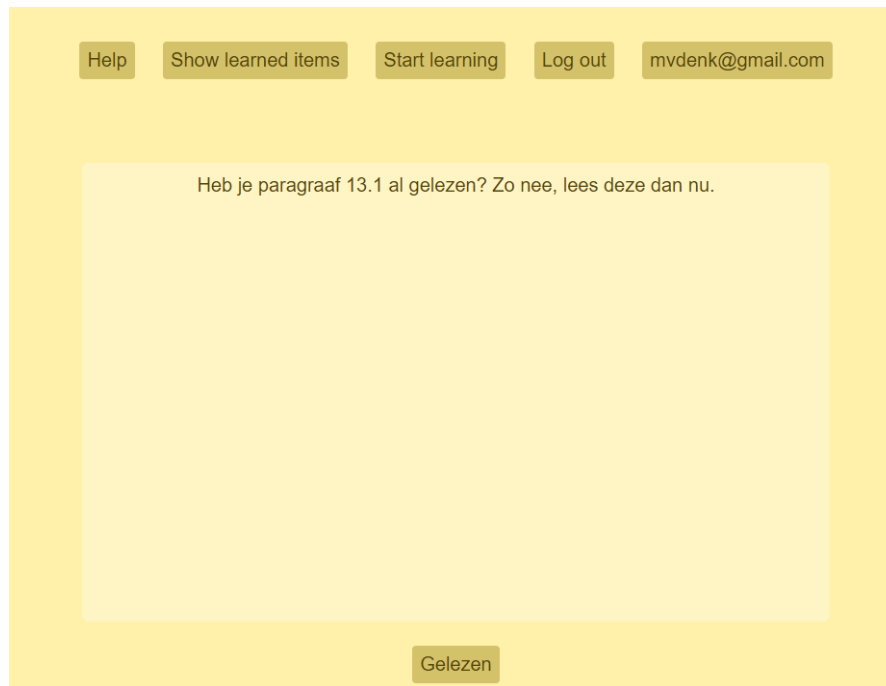 Help Show learned items Start learning Log out mvdenk@gmail.com
Heb je paragraaf 13.1 al gelezen? Zo nee, lees deze dan nu.
Gelezen